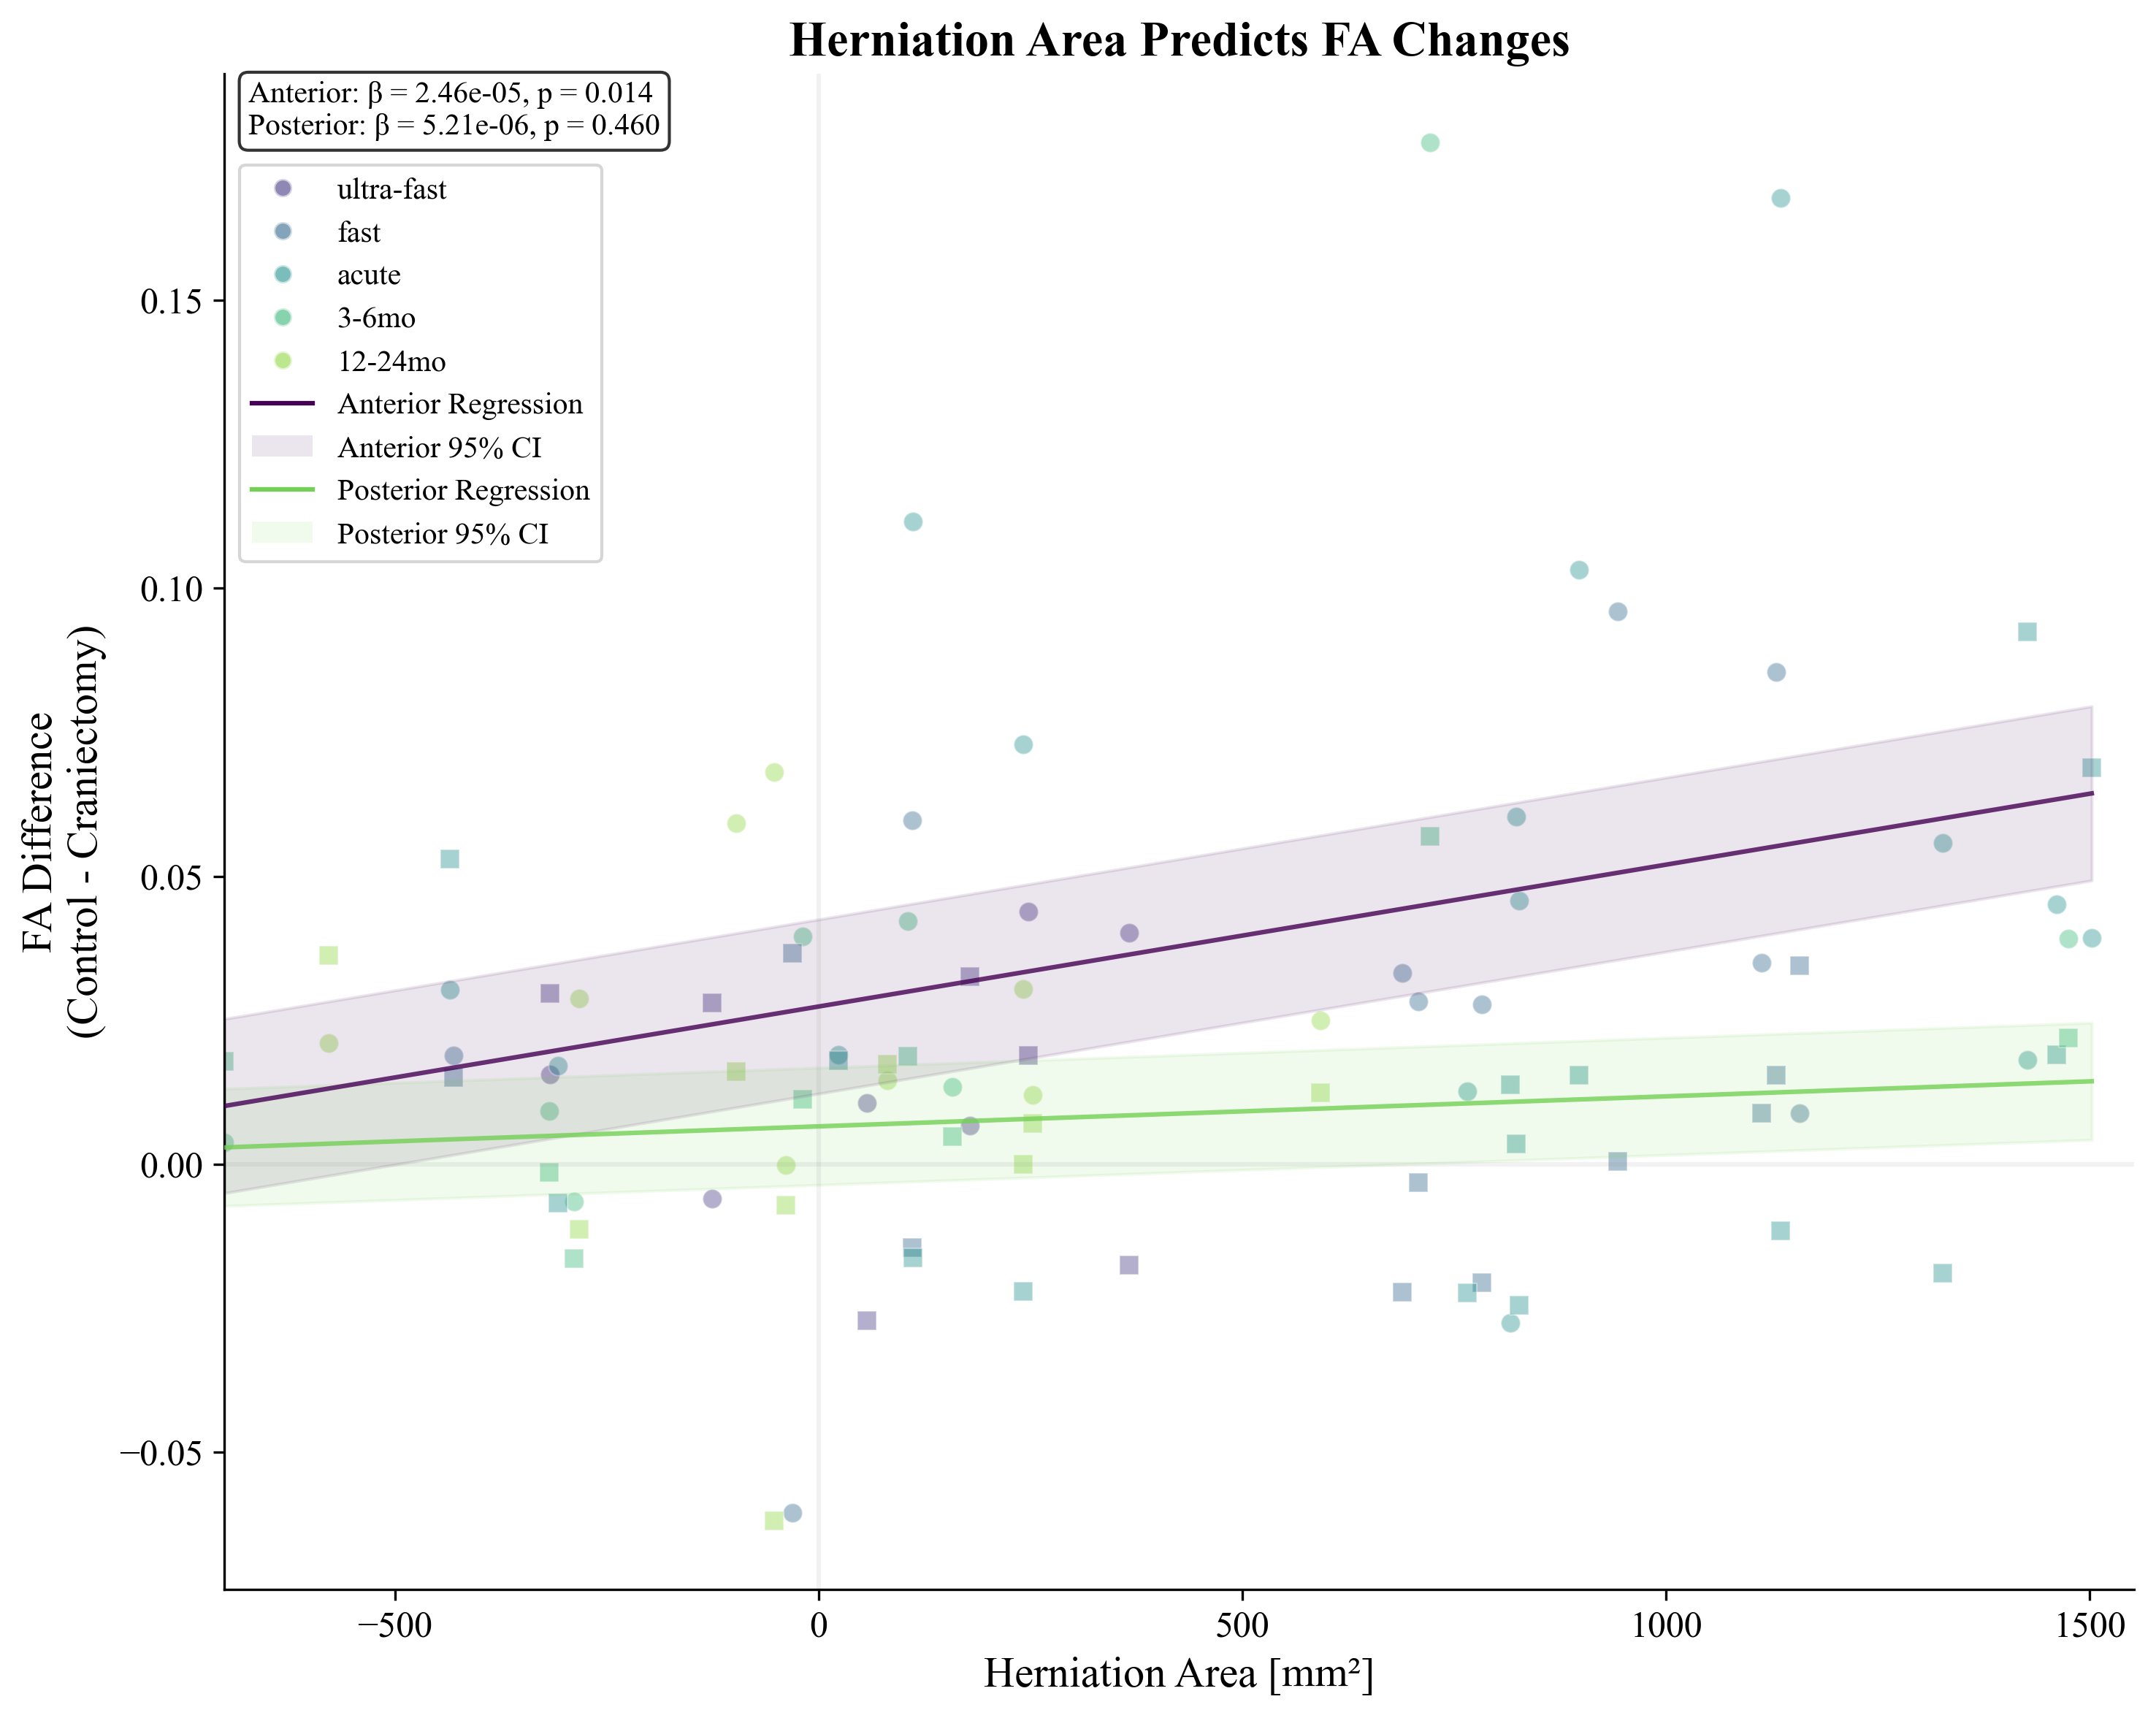 Herniation Area Predicts FA Changes
Anterior: β = 2.46e-05, p = 0.014
Posterior: β = 5.21e-06, p = 0.460
ultra-fast
fast
acute
3-6mo
12-24mo
Anterior Regression
Anterior 95% CI
Posterior Regression
Posterior 95% CI
FA Difference
(Control - Craniectomy)
0.15
0.10
0.05
0.00
−0.05
−500
0
500
1000
1500
Herniation Area [mm²]